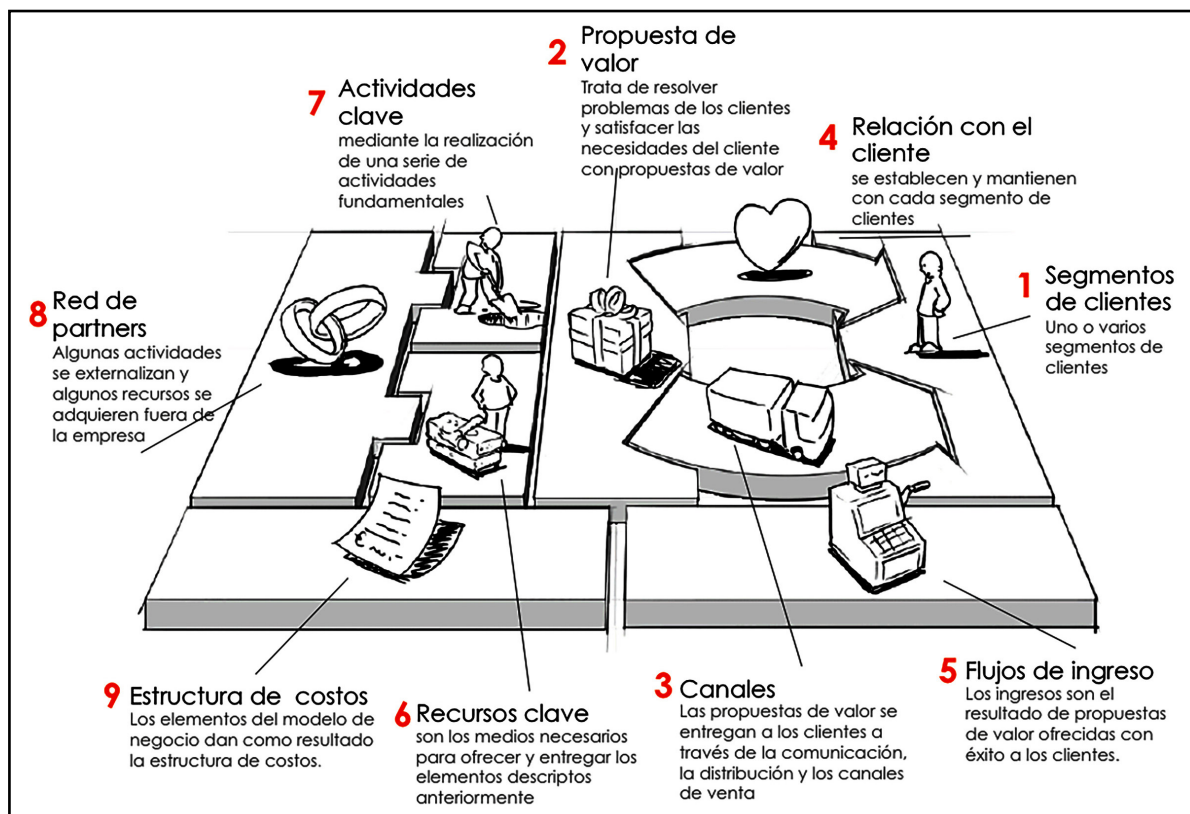 2 Propuesta de
valor
Trata de resolver
problemas de los clientes
y satisfacer las
necesidades del cliente
con propuestas de valor
7 Actividades
clave
mediante la realización
de una serie de
actividades
fundamentales
4 Relación con el
cliente
se establecen y mantienen
con cada segmento de
clientes
1 Segmentos
de clientes
Uno o varios
segmentos de
clientes
8 Red de
partners
Algunas actividades
se externalizan y
algunos recursos se
adquieren fuera de
la empresa
9 Estructura de costos
Los elementos del modelo de
negocio dan como resultado
la estructura de costos.
6 Recursos clave
son los medios necesarios
para ofrecer y entregar los
elementos descriptos
anteriormente
3 Canales
Las propuestas de valor se
entregan a los clientes a
través de la comunicación,
la distribución y los canales
de venta
5 Flujos de ingreso
Los ingresos son el
resultado de propuestas
de valor ofrecidas con
éxito a los clientes.